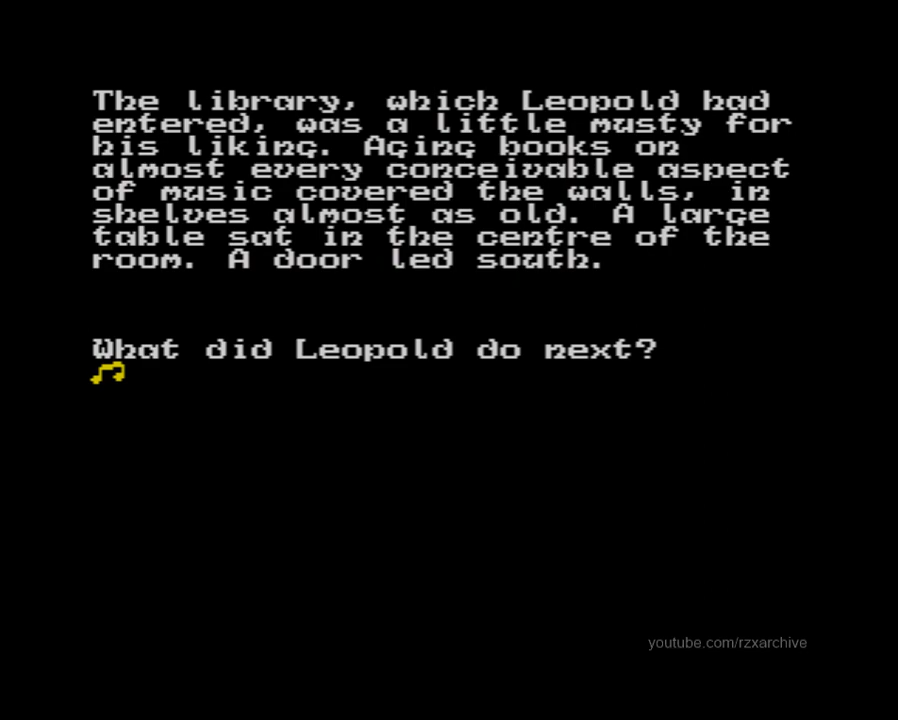 The library, which Leopold had
entered, was a little musty for
his liking. Aging books on
almost every conceivable aspect
of music covered the walls, in
shelves almost as old. A large
table sat in the centre of the
room. A door led south.
What did Leopold do next?
youtube.com/rzxarchive